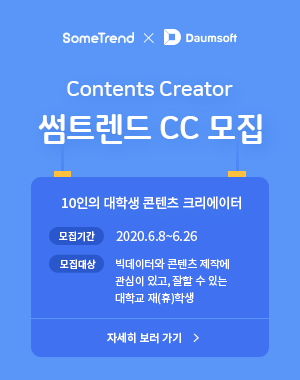 SomeTrend × Daumsoft
Contents Creator
썸트렌드 CC 모집
10인의 대학생 콘텐츠 크리에이터
모집기간 2020.6.8~6.26
모집대상 빅데이터와 콘텐츠 제작에
관심이 있고, 잘할 수 있는
대학교 재(휴)학생
자세히 보러 가기 >